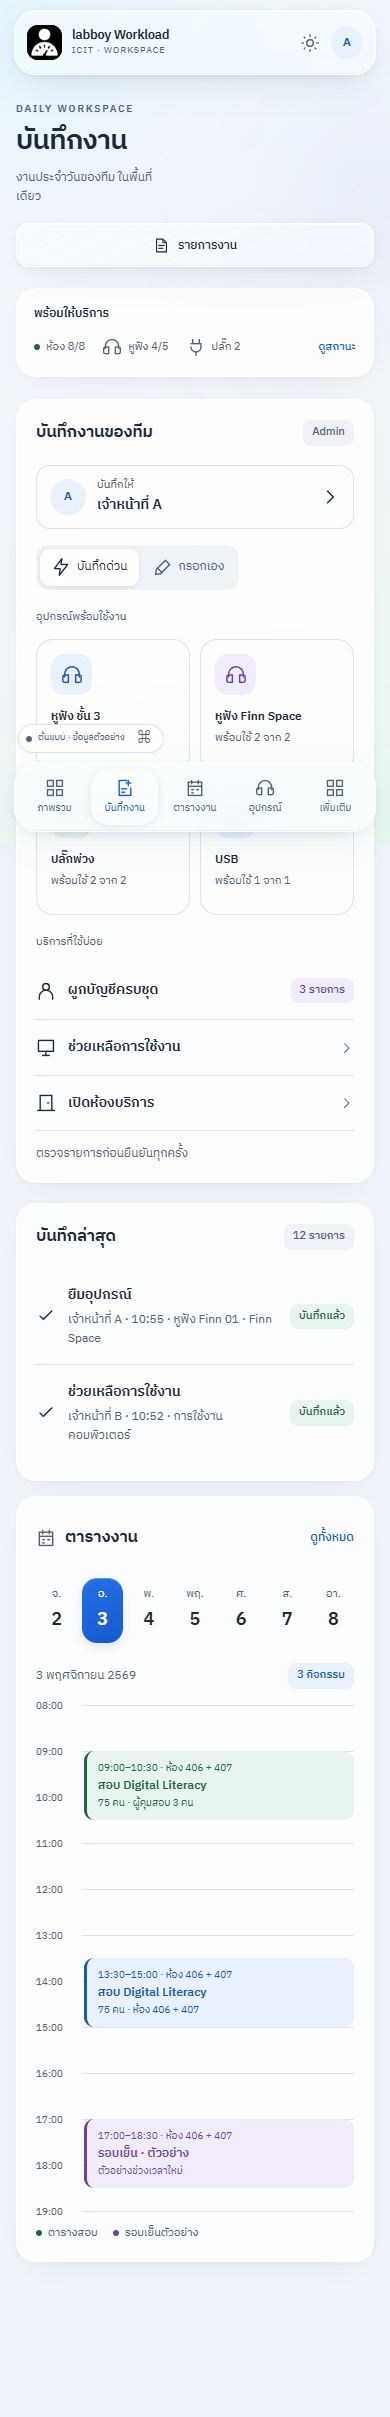 labboy Workload
ICIT · WORKSPACE
A
DAILY WORKSPACE
บันทึกงาน
งานประจำวันของทีม ในพื้นที่
เดียว
รายการงาน
พร้อมให้บริการ
ห้อง 8/8
หูฟัง 4/5
ปลั๊ก 2
ดูสถานะ
บันทึกงานของทีม
Admin
A
บันทึกให้
เจ้าหน้าที่ A
บันทึกด่วน
กรอกเอง
อุปกรณ์พร้อมใช้งาน
หูฟัง ชั้น 3
หูฟัง Finn Space
พร้อมใช้ 2 จาก 2
ต้นแบบ · ข้อมูลตัวอย่าง ⌘
ภาพรวม
บันทึกงาน
ตารางงาน
อุปกรณ์
เพิ่มเติม
ปลั๊กพ่วง
พร้อมใช้ 2 จาก 2
USB
พร้อมใช้ 1 จาก 1
บริการที่ใช้บ่อย
ผูกบัญชีครบชุด
3 รายการ
ช่วยเหลือการใช้งาน
เปิดห้องบริการ
ตรวจรายการก่อนยืนยันทุกครั้ง
บันทึกล่าสุด
12 รายการ
ยืมอุปกรณ์
เจ้าหน้าที่ A · 10:55 · หูฟัง Finn 01 · Finn
Space
บันทึกแล้ว
ช่วยเหลือการใช้งาน
เจ้าหน้าที่ B · 10:52 · การใช้งาน
คอมพิวเตอร์
บันทึกแล้ว
ตารางงาน
ดูทั้งหมด
จ. อ. พ. พฤ. ศ. ส. อา.
2 3 4 5 6 7 8
3 พฤศจิกายน 2569
3 กิจกรรม
08:00
09:00
09:00–10:30 · ห้อง 406 + 407
สอบ Digital Literacy
10:00
75 คน · ผู้คุมสอบ 3 คน
11:00
12:00
13:00
13:30–15:00 · ห้อง 406 + 407
14:00
สอบ Digital Literacy
75 คน · ห้อง 406 + 407
15:00
16:00
17:00
17:00–18:30 · ห้อง 406 + 407
รอบเย็น · ตัวอย่าง
18:00
ตัวอย่างช่วงเวลาใหม่
19:00
ตารางสอบ
รอบเย็นตัวอย่าง